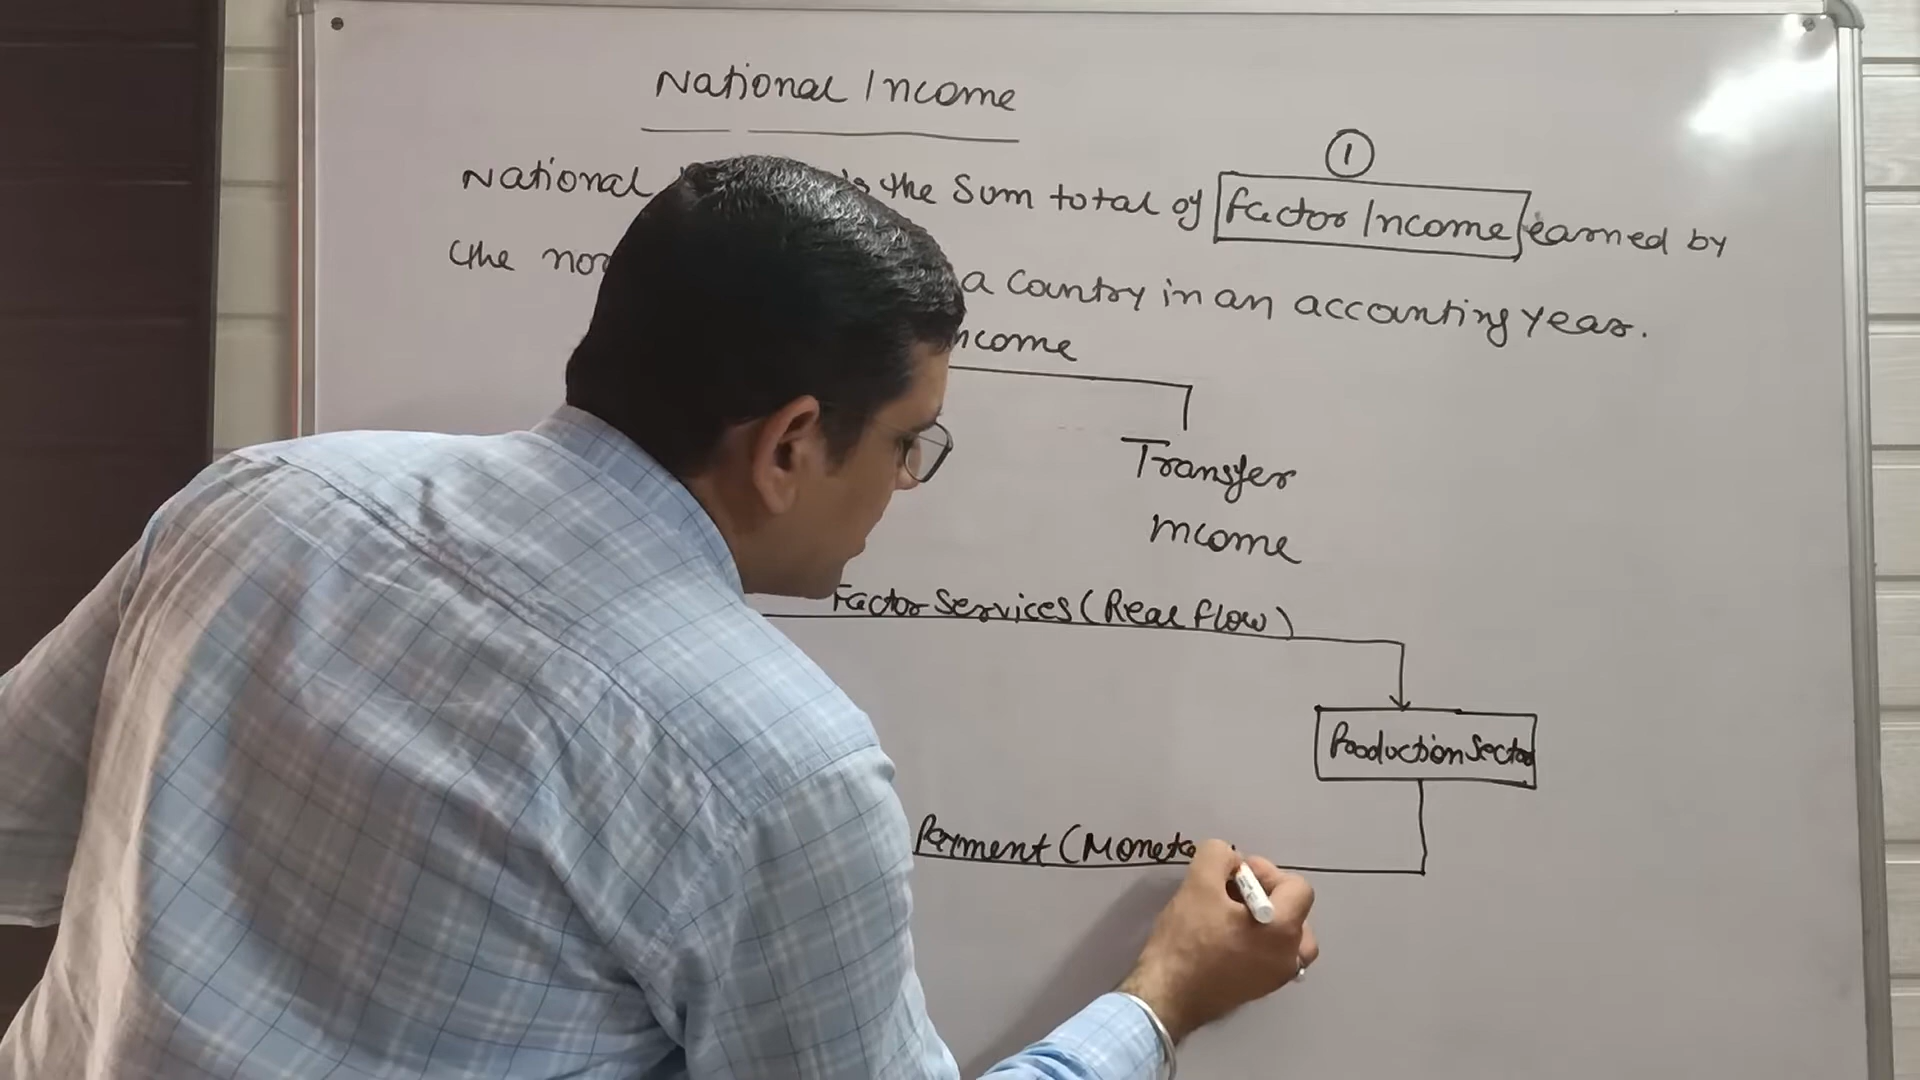 National Income
1
National is the Sum total of Factor Income earned by
the a Country in an accounting year.
Income
Transfer
Income
Factor Services (Real flow)
Production Sector
Payment (Moneta